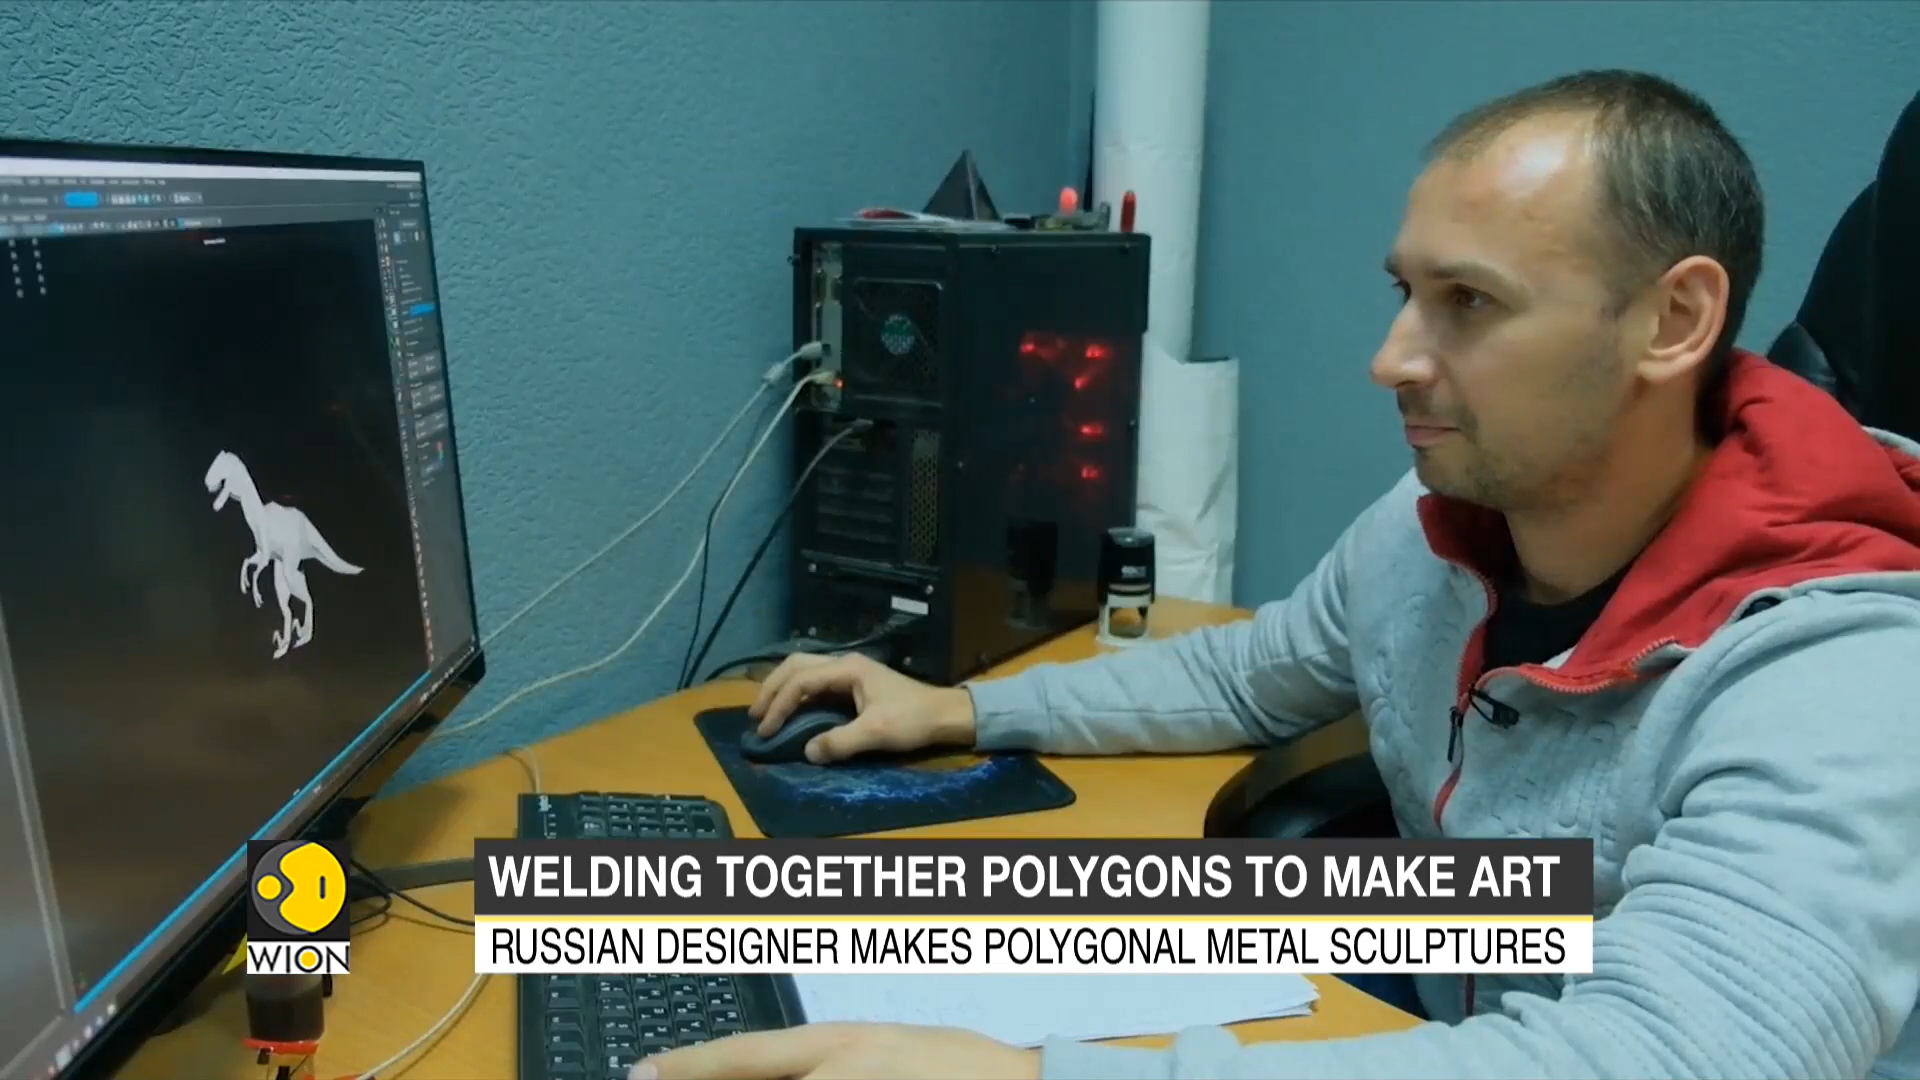 WELDING TOGETHER POLYGONS TO MAKE ART
RUSSIAN DESIGNER MAKES POLYGONAL METAL SCULPTURES
WION